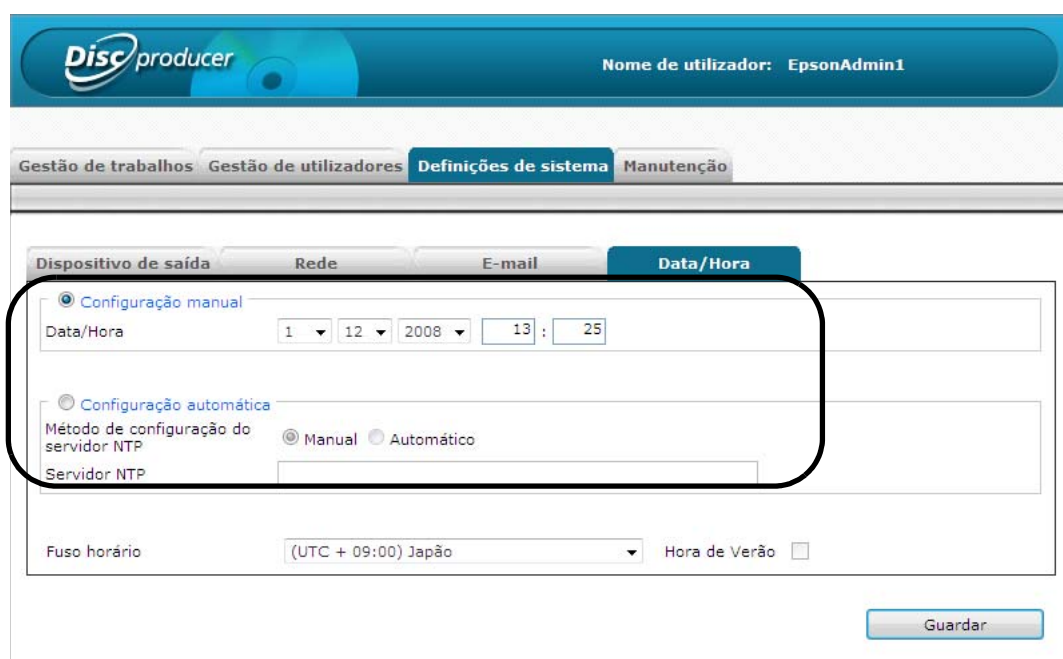 Disc producer
Nome de utilizador: EpsonAdmin1
Gestão de trabalhos Gestão de utilizadores Definições de sistema Manutenção
Dispositivo de saída Rede E-mail Data/Hora
Configuração manual
Data/Hora 1 12 2008 13 : 25
Configuração automática
Método de configuração do
servidor NTP
Manual Automático
Servidor NTP
Fuso horário (UTC + 09:00) Japão Hora de Verão
Guardar